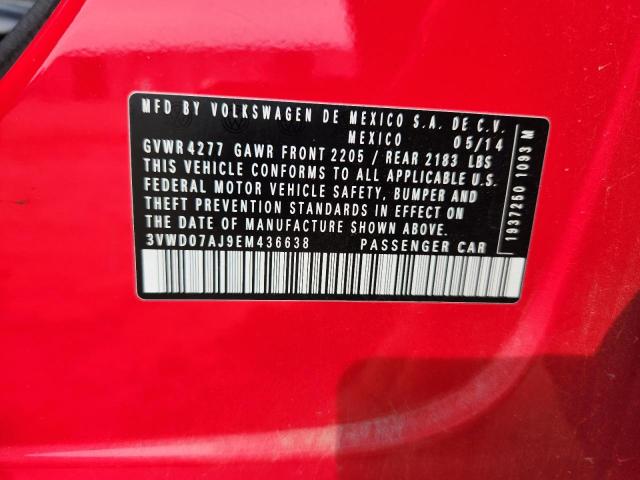 MFD BY VOLKSWAGEN DE MEXICO S.A. DE C.V.
MEXICO 05/14
GVWR 4277 GAWR FRONT 2205 / REAR 2183 LBS
THIS VEHICLE CONFORMS TO ALL APPLICABLE U.S.
FEDERAL MOTOR VEHICLE SAFETY, BUMPER AND
THEFT PREVENTION STANDARDS IN EFFECT ON
THE DATE OF MANUFACTURE SHOWN ABOVE.
3VWD07AJ9EM436638 PASSENGER CAR
1937250 1093 M